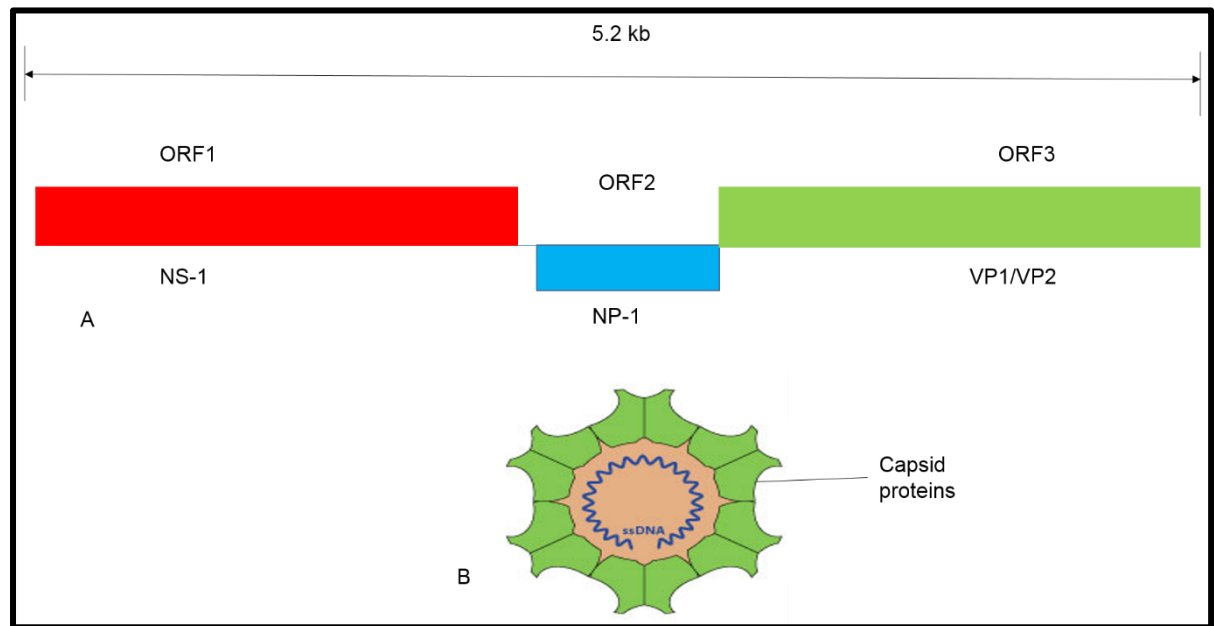 5.2 kb
ORF1
ORF2
ORF3
NS-1
NP-1
VP1/VP2
A
Capsid
proteins
ssDNA
B